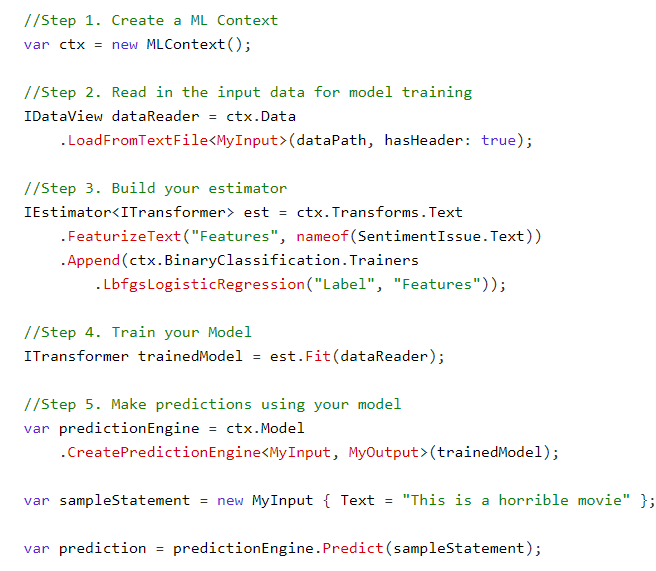 //Step 1. Create a ML Context
var ctx = new MLContext();

//Step 2. Read in the input data for model training
IDataView dataReader = ctx.Data
    .LoadFromTextFile<MyInput>(dataPath, hasHeader: true);

//Step 3. Build your estimator
IEstimator<ITransformer> est = ctx.Transforms.Text
    .FeaturizeText("Features", nameof(SentimentIssue.Text))
    .Append(ctx.BinaryClassification.Trainers
        .LbfgsLogisticRegression("Label", "Features"));

//Step 4. Train your Model
ITransformer trainedModel = est.Fit(dataReader);

//Step 5. Make predictions using your model
var predictionEngine = ctx.Model
    .CreatePredictionEngine<MyInput, MyOutput>(trainedModel);

var sampleStatement = new MyInput { Text = "This is a horrible movie" };

var prediction = predictionEngine.Predict(sampleStatement);